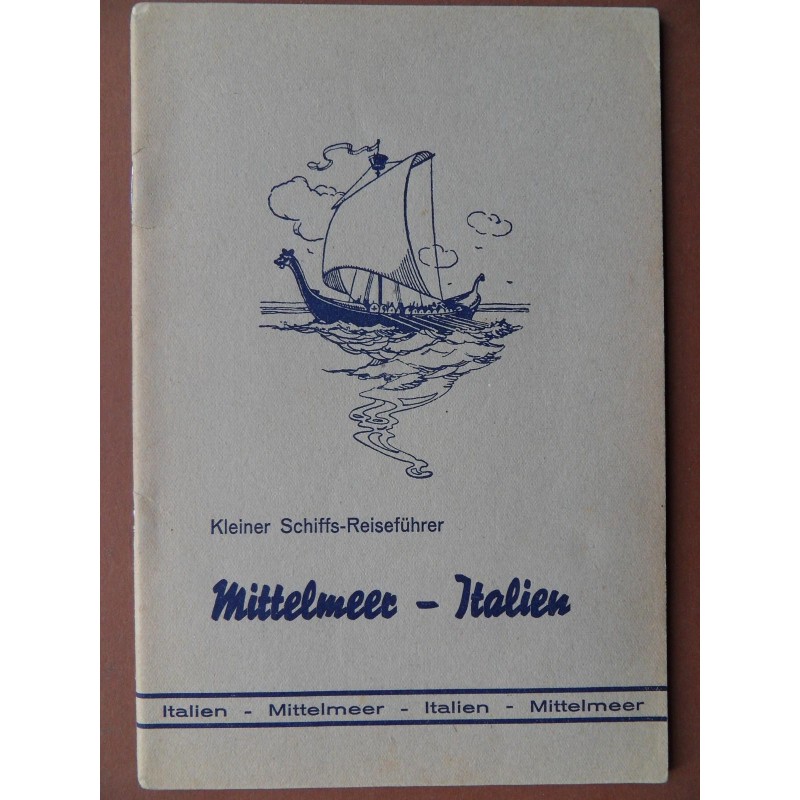 Kleiner Schiffs-Reiseführer
Mittelmeer - Italien
Italien - Mittelmeer - Italien - Mittelmeer